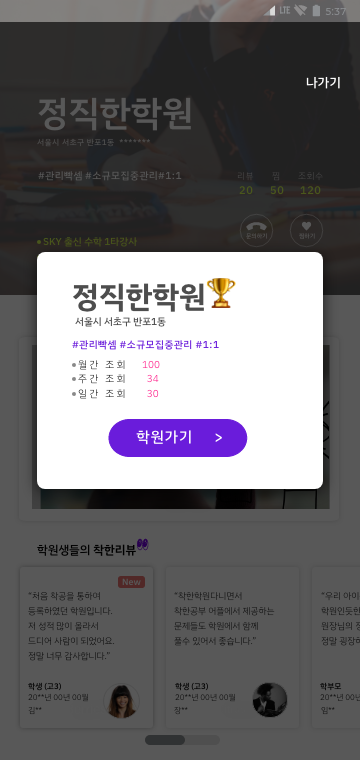 LTE 5:37
나가기
정직한학원
서울시 서초구 반포1동 *******
#관리빡셈 #소규모집중관리#1:1
리뷰 찜 조회수
20 50 120
문의하기 찜하기
SKY 출신 수학 1타강사
정직한학원
서울시 서초구 반포1동
#관리빡셈 #소규모집중관리 #1:1
월간 조회 100
주간 조회 34
일간 조회 30
학원가기 >
학원생들의 착한리뷰
New
"처음 착공을 통하여
등록하였던 학원입니다.
저 성적 많이 올라서
드디어 사람이 되었어요.
정말 너무 감사합니다."
학생 (고3)
20**년 00년 00월
김**
"착한학원다니면서
착한공부 어플에서 제공하는
문제들도 학원에서 함께
풀수 있어서 좋습니다."
학생 (고3)
20**년 00년 00월
장**
"우리 아이
학원인듯한
원장님의 정
정말 굉장히
학부모
20**년 00
임**